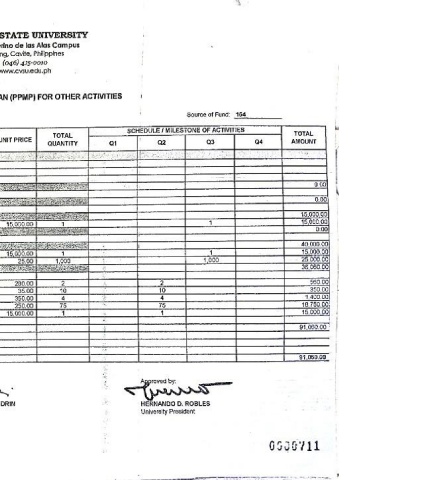 STATE UNIVERSITY
rino de las Alas Campus
ng, Cavite, Philippines
(046) 415-0010
www.cvsu.edu.ph
AN (PPMP) FOR OTHER ACTIVITIES
Source of Fund: 164
UNIT PRICE TOTAL QUANTITY SCHEDULE / MILESTONE OF ACTIVITIES TOTAL AMOUNT
Q1 Q2 Q3 Q4
0.00
0.00
15,000.00
15,000.00 1 1 15,000.00
0.00
40,000.00
15,000.00 1 1 15,000.00
25.00 1,000 1,000 25,000.00
36,060.00
280.00 2 2 560.00
35.00 10 10 350.00
350.00 4 4 1,400.00
250.00 75 75 18,750.00
15,000.00 1 1 15,000.00
91,060.00
91,060.00
Approved by:
DRIN HERNANDO D. ROBLES
University President